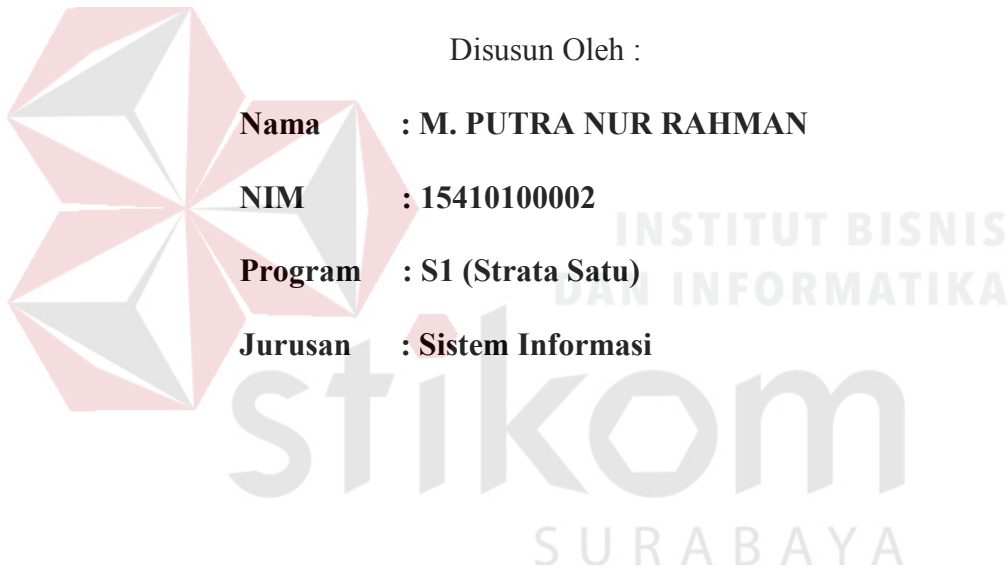 Disusun Oleh :
Nama : M. PUTRA NUR RAHMAN
NIM : 15410100002
INSTITUT BISNIS
Program : S1 (Strata Satu)
DAN INFORMATIKA
Jurusan : Sistem Informasi
stikom
SURABAYA